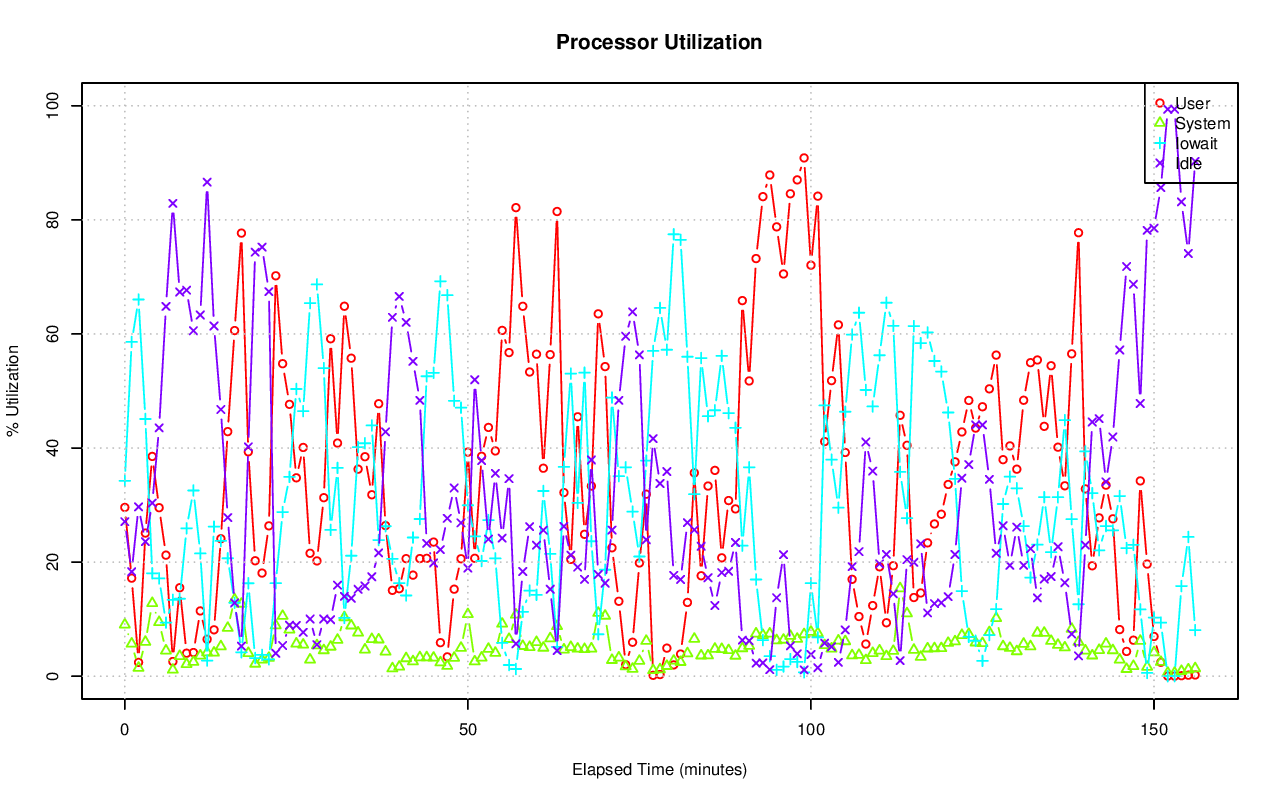 Processor Utilization
% Utilization
100
80
60
40
20
0
User
System
Iowait
Idle
0 50 100 150
Elapsed Time (minutes)